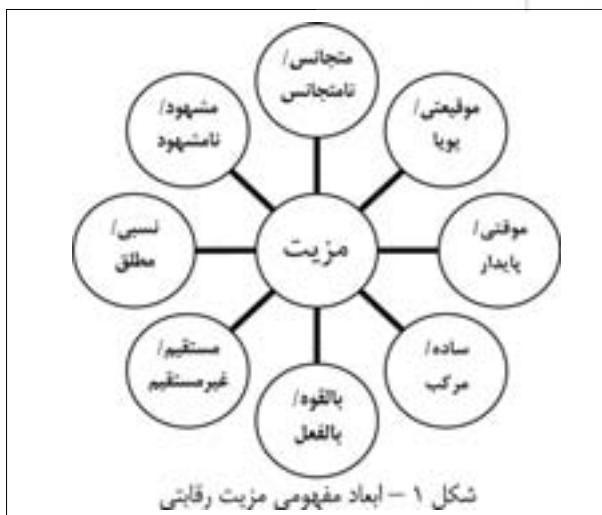 متجانس/
نامتجانس
موقیعتی/
پویا
موقتی/
پایدار
ساده/
مرکب
بالقوه/
بالفعل
مستقیم/
غیرمستقیم
نسبی/
مطلق
مشهود/
نامشهود
مزیت
شکل ۱ – ابعاد مفهومی مزیت رقابتی